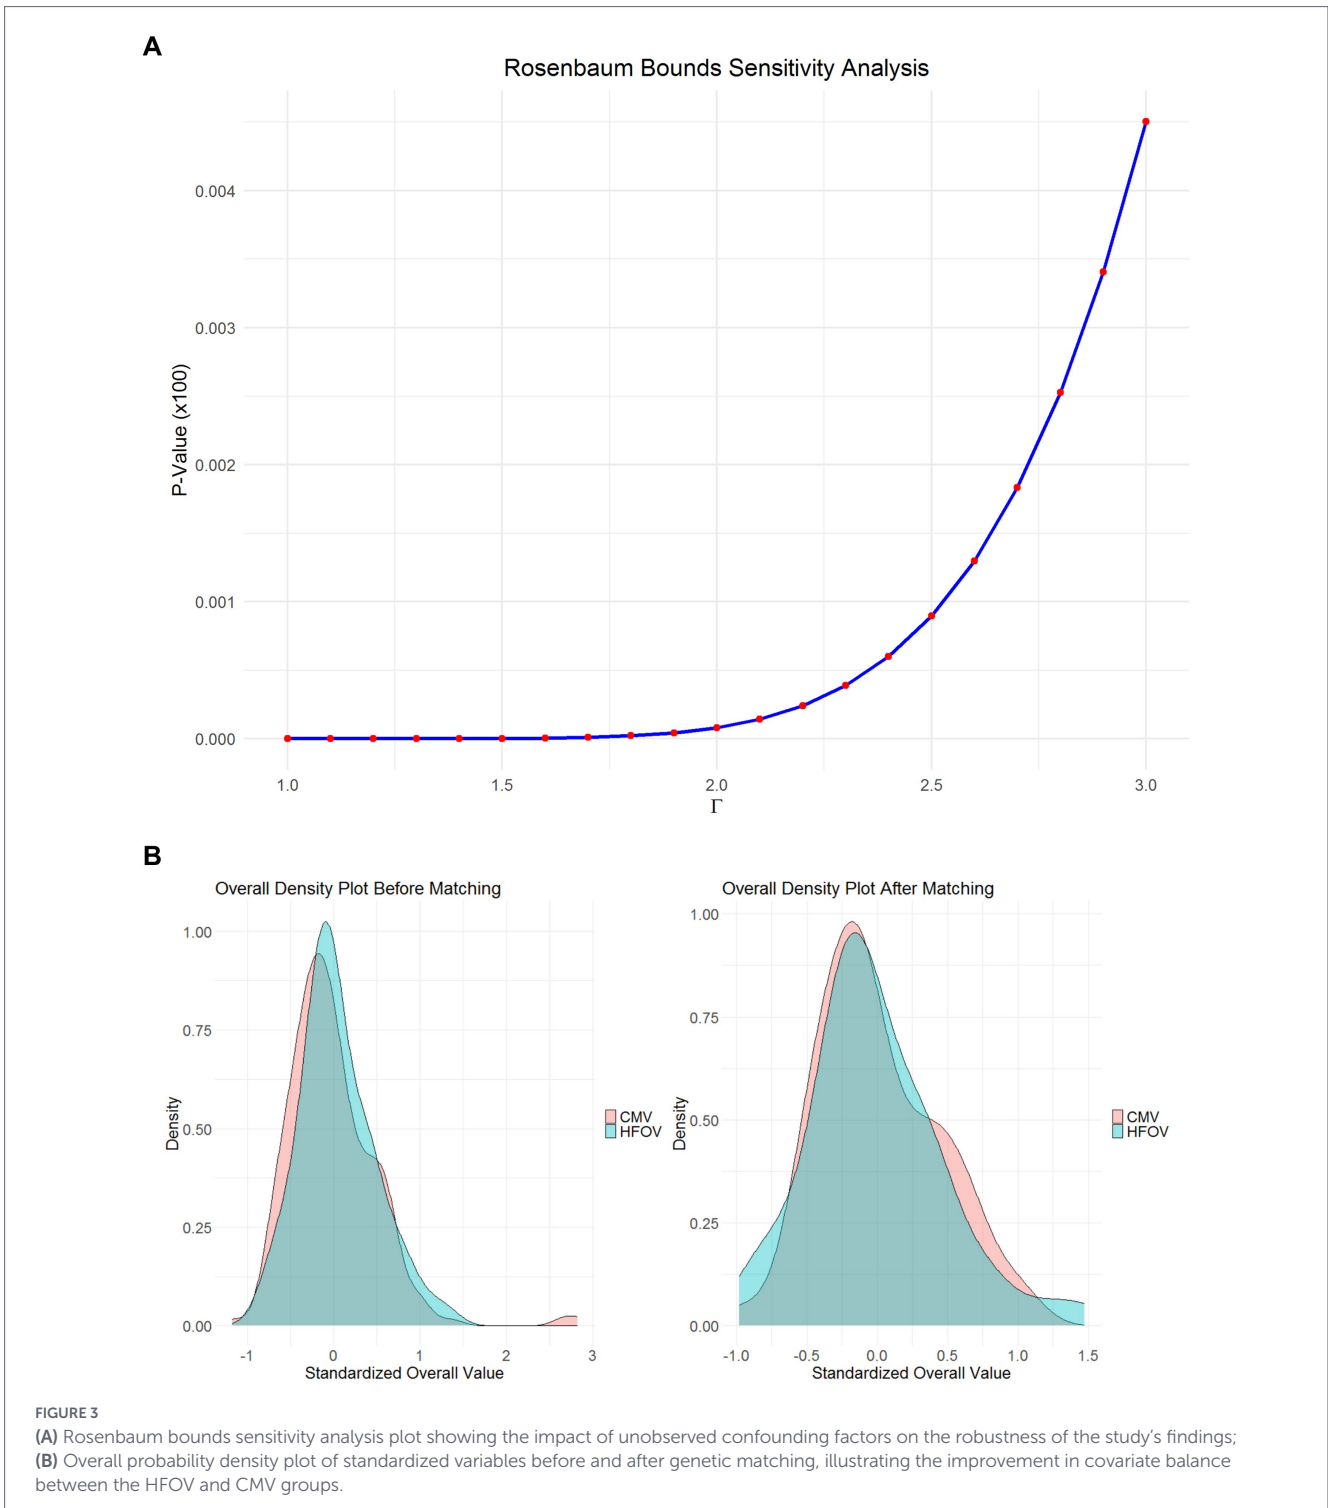 A
Rosenbaum Bounds Sensitivity Analysis
P-Value (x100)
0.004
0.003
0.002
0.001
0.000
1.0 1.5 2.0 2.5 3.0
Γ
B
Overall Density Plot Before Matching
Density
1.00
0.75
0.50
0.25
0.00
-1 0 1 2 3
Standardized Overall Value
CMV
HFOV
Overall Density Plot After Matching
Density
1.00
0.75
0.50
0.25
0.00
-1.0 -0.5 0.0 0.5 1.0 1.5
Standardized Overall Value
CMV
HFOV
FIGURE 3
(A) Rosenbaum bounds sensitivity analysis plot showing the impact of unobserved confounding factors on the robustness of the study’s findings;
(B) Overall probability density plot of standardized variables before and after genetic matching, illustrating the improvement in covariate balance
between the HFOV and CMV groups.